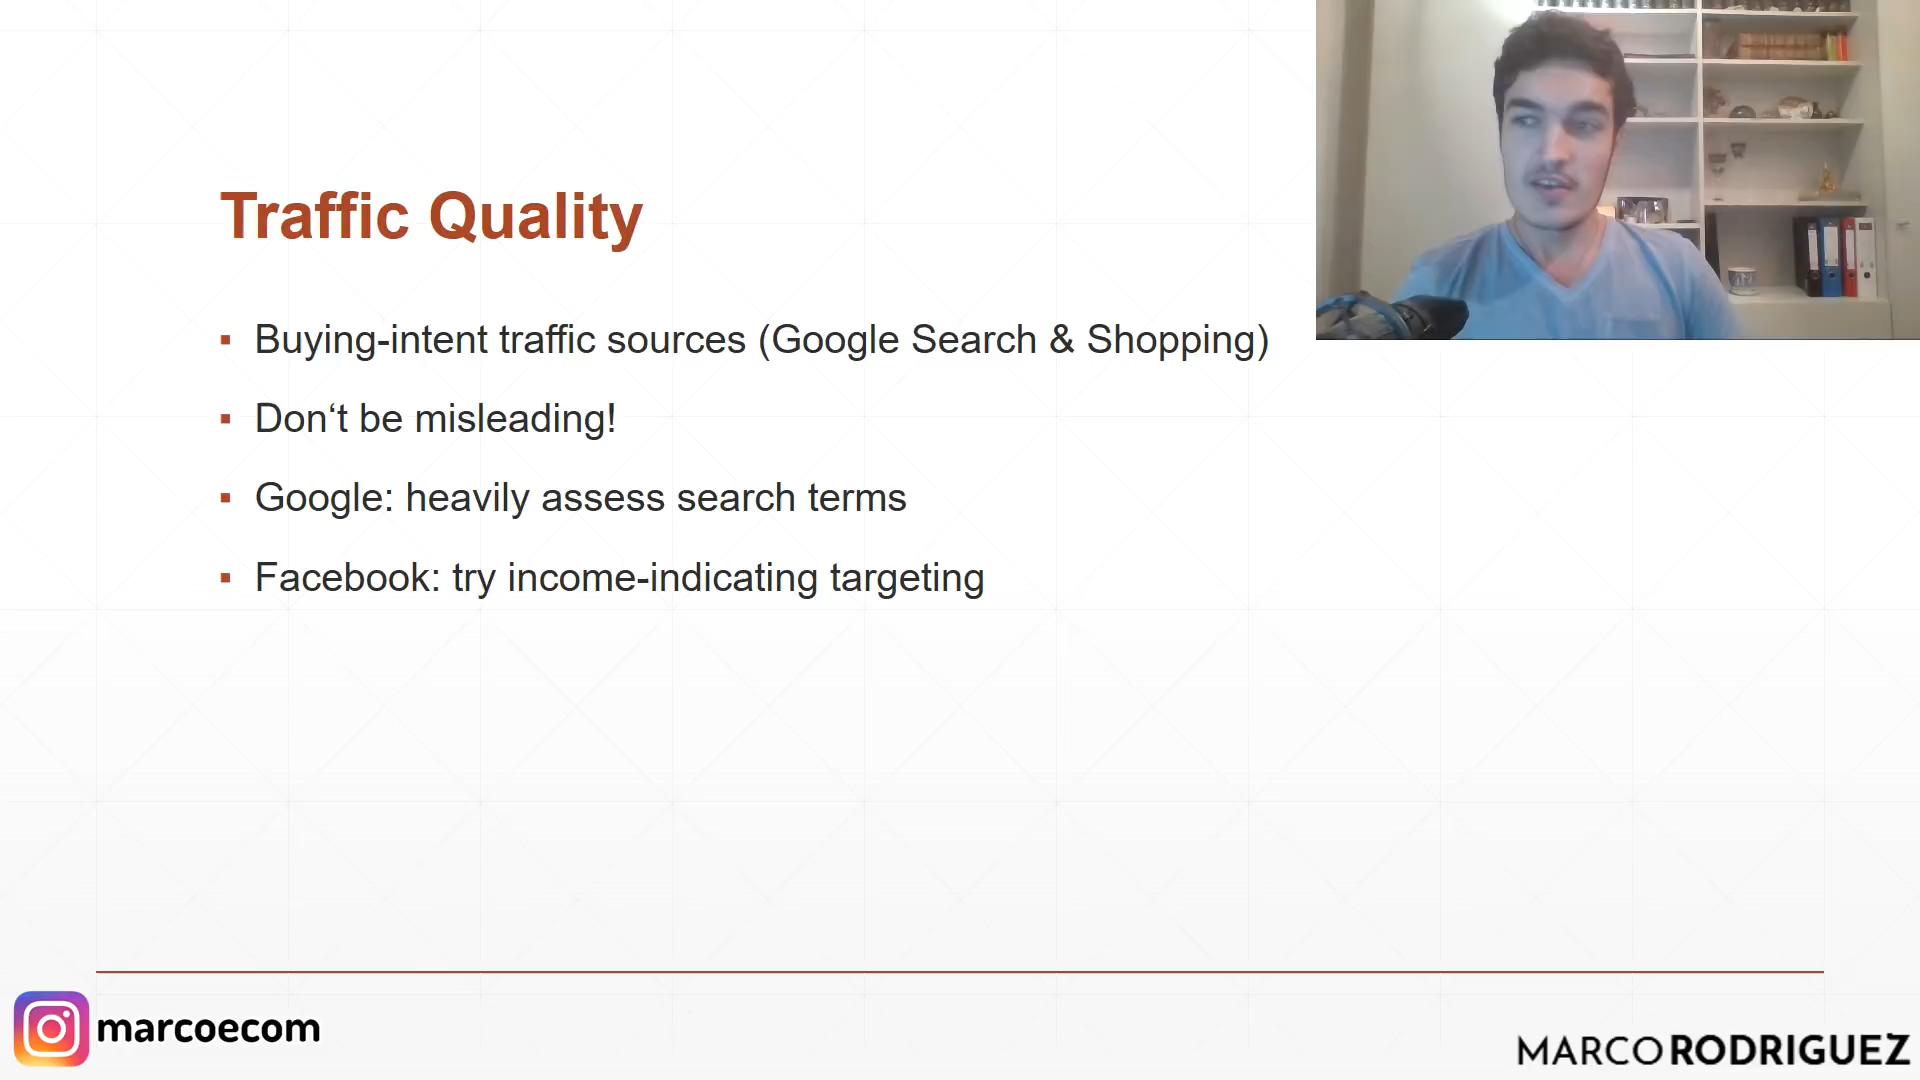 Traffic Quality
▪ Buying-intent traffic sources (Google Search & Shopping)
▪ Don‘t be misleading!
▪ Google: heavily assess search terms
▪ Facebook: try income-indicating targeting
marcoecom
MARCO RODRIGUEZ